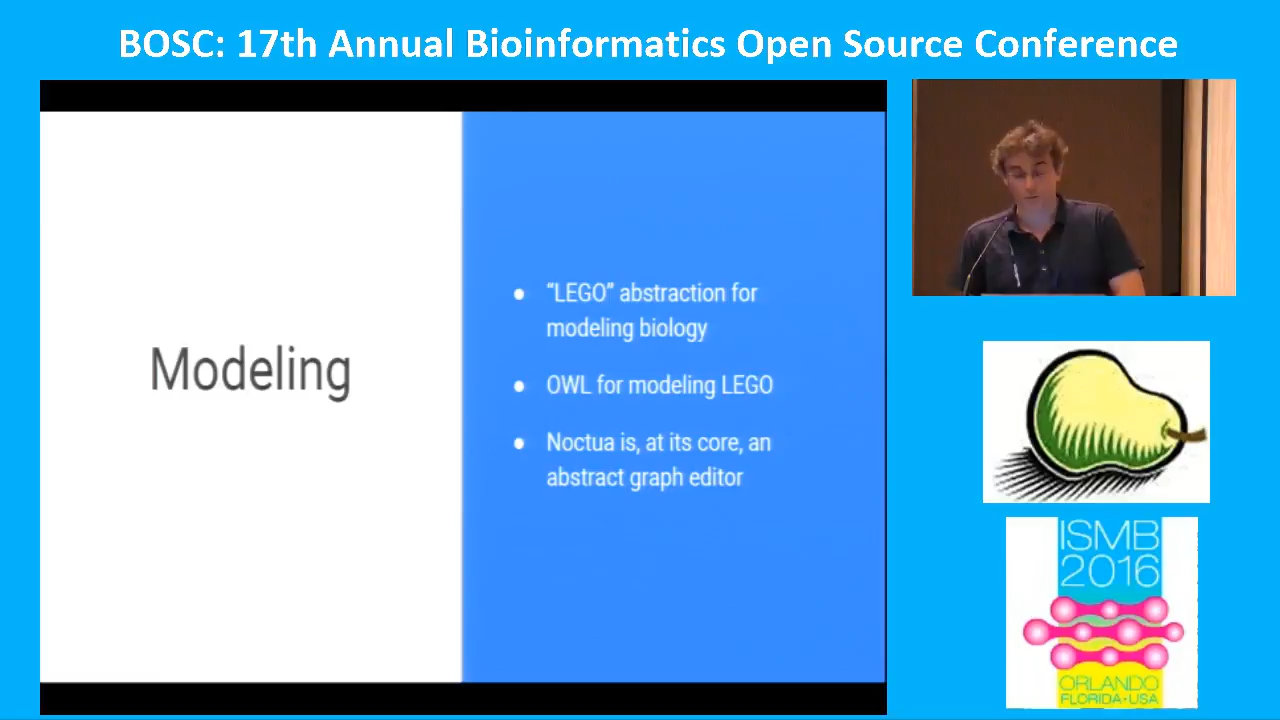 BOSC: 17th Annual Bioinformatics Open Source Conference
Modeling
● “LEGO” abstraction for
modeling biology
● OWL for modeling LEGO
● Noctua is, at its core, an
abstract graph editor
ISMB
2016
ORLANDO
FLORIDA•USA